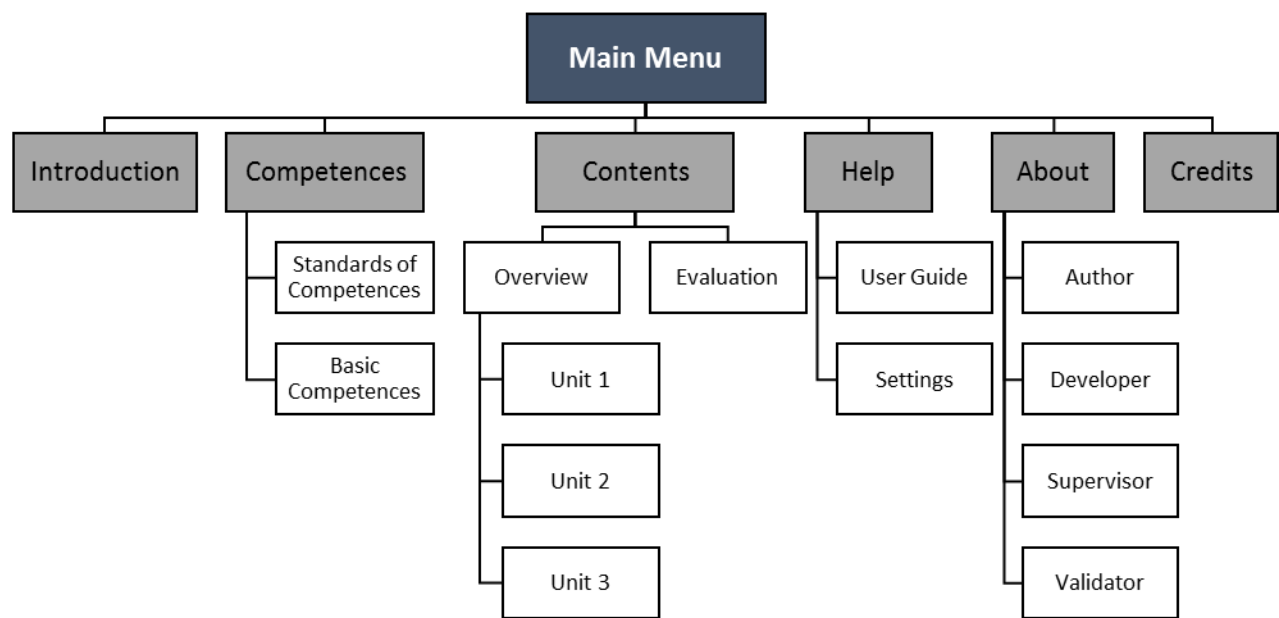 Main Menu
Introduction
Competences
Contents
Help
About
Credits
Standards of
Competences
Overview
Evaluation
User Guide
Author
Basic
Competences
Unit 1
Settings
Developer
Unit 2
Supervisor
Unit 3
Validator